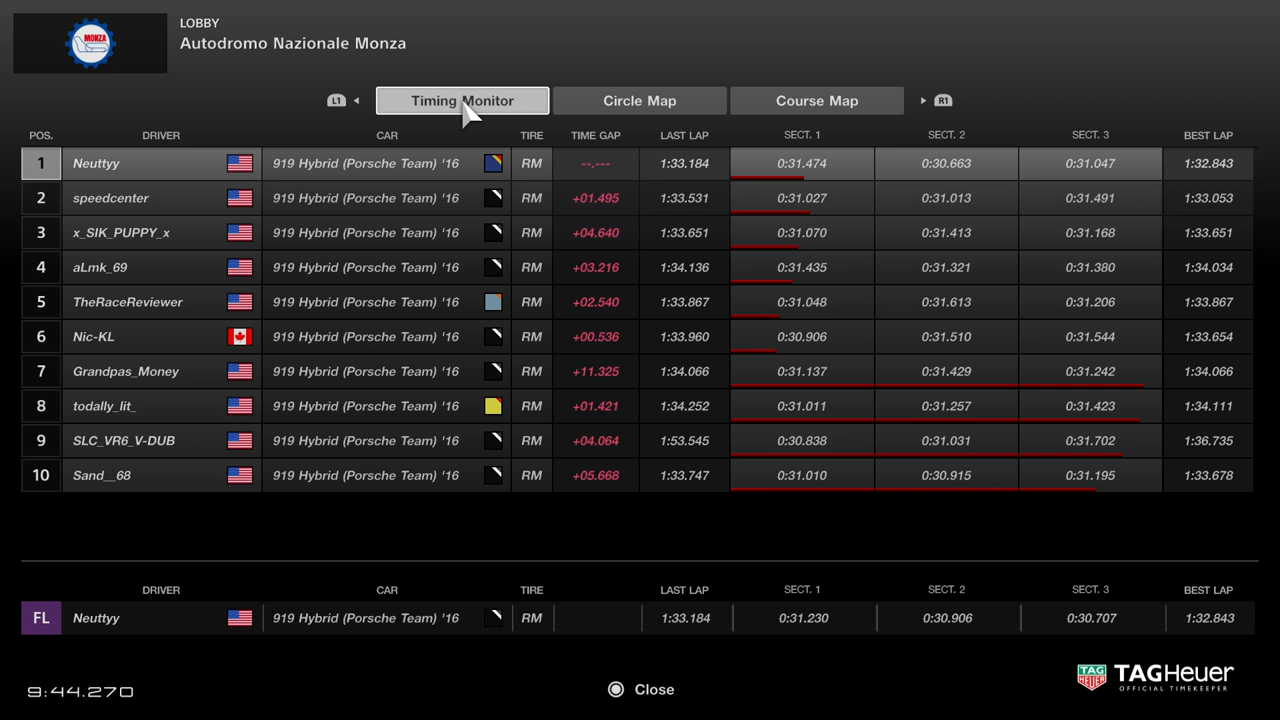 LOBBY
Autodromo Nazionale Monza
MONZA
L1 Timing Monitor Circle Map Course Map R1
POS. DRIVER CAR TIRE TIME GAP LAST LAP SECT. 1 SECT. 2 SECT. 3 BEST LAP
1 Neuttyy 919 Hybrid (Porsche Team) '16 RM --.--- 1:33.184 0:31.474 0:30.663 0:31.047 1:32.843
2 speedcenter 919 Hybrid (Porsche Team) '16 RM +01.495 1:33.531 0:31.027 0:31.013 0:31.491 1:33.053
3 x_SIK_PUPPY_x 919 Hybrid (Porsche Team) '16 RM +04.640 1:33.651 0:31.070 0:31.413 0:31.168 1:33.651
4 aLmk_69 919 Hybrid (Porsche Team) '16 RM +03.216 1:34.136 0:31.435 0:31.321 0:31.380 1:34.034
5 TheRaceReviewer 919 Hybrid (Porsche Team) '16 RM +02.540 1:33.867 0:31.048 0:31.613 0:31.206 1:33.867
6 Nic-KL 919 Hybrid (Porsche Team) '16 RM +00.536 1:33.960 0:30.906 0:31.510 0:31.544 1:33.654
7 Grandpas_Money 919 Hybrid (Porsche Team) '16 RM +11.325 1:34.066 0:31.137 0:31.429 0:31.242 1:34.066
8 todally_lit_ 919 Hybrid (Porsche Team) '16 RM +01.421 1:34.252 0:31.011 0:31.257 0:31.423 1:34.111
9 SLC_VR6_V-DUB 919 Hybrid (Porsche Team) '16 RM +04.064 1:53.545 0:30.838 0:31.031 0:31.702 1:36.735
10 Sand__68 919 Hybrid (Porsche Team) '16 RM +05.668 1:33.747 0:31.010 0:30.915 0:31.195 1:33.678
DRIVER CAR TIRE LAST LAP SECT. 1 SECT. 2 SECT. 3 BEST LAP
FL Neuttyy 919 Hybrid (Porsche Team) '16 RM 1:33.184 0:31.230 0:30.906 0:30.707 1:32.843
9:44.270
Close
TAG HEUER
TAGHeuer
OFFICIAL TIMEKEEPER